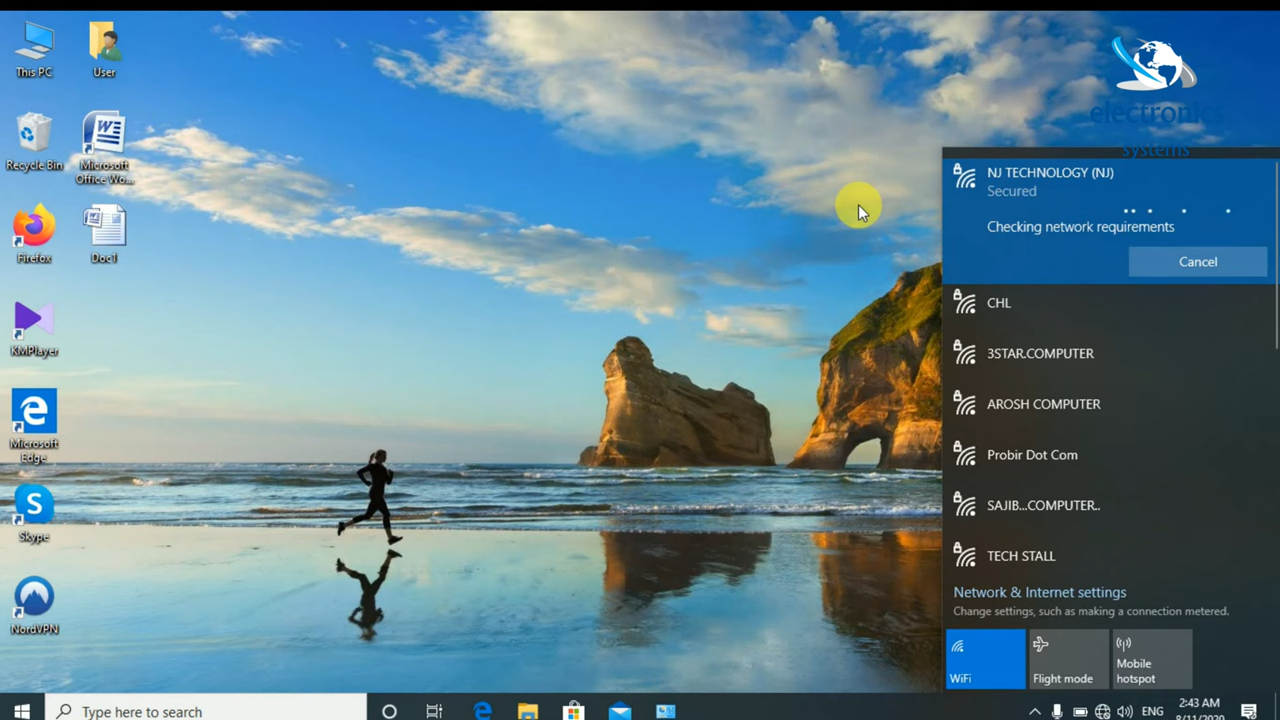 This PC
User
Recycle Bin
Microsoft
Office Wo...
Firefox
Doc1
KMPlayer
Microsoft
Edge
Skype
NordVPN
electronics
systems
NJ TECHNOLOGY (NJ)
Secured
Checking network requirements
Cancel
CHL
3STAR.COMPUTER
AROSH COMPUTER
Probir Dot Com
SAJIB...COMPUTER..
TECH STALL
Network & Internet settings
Change settings, such as making a connection metered.
WiFi
Flight mode
Mobile
hotspot
Type here to search
ENG
2:43 AM
8/11/2020